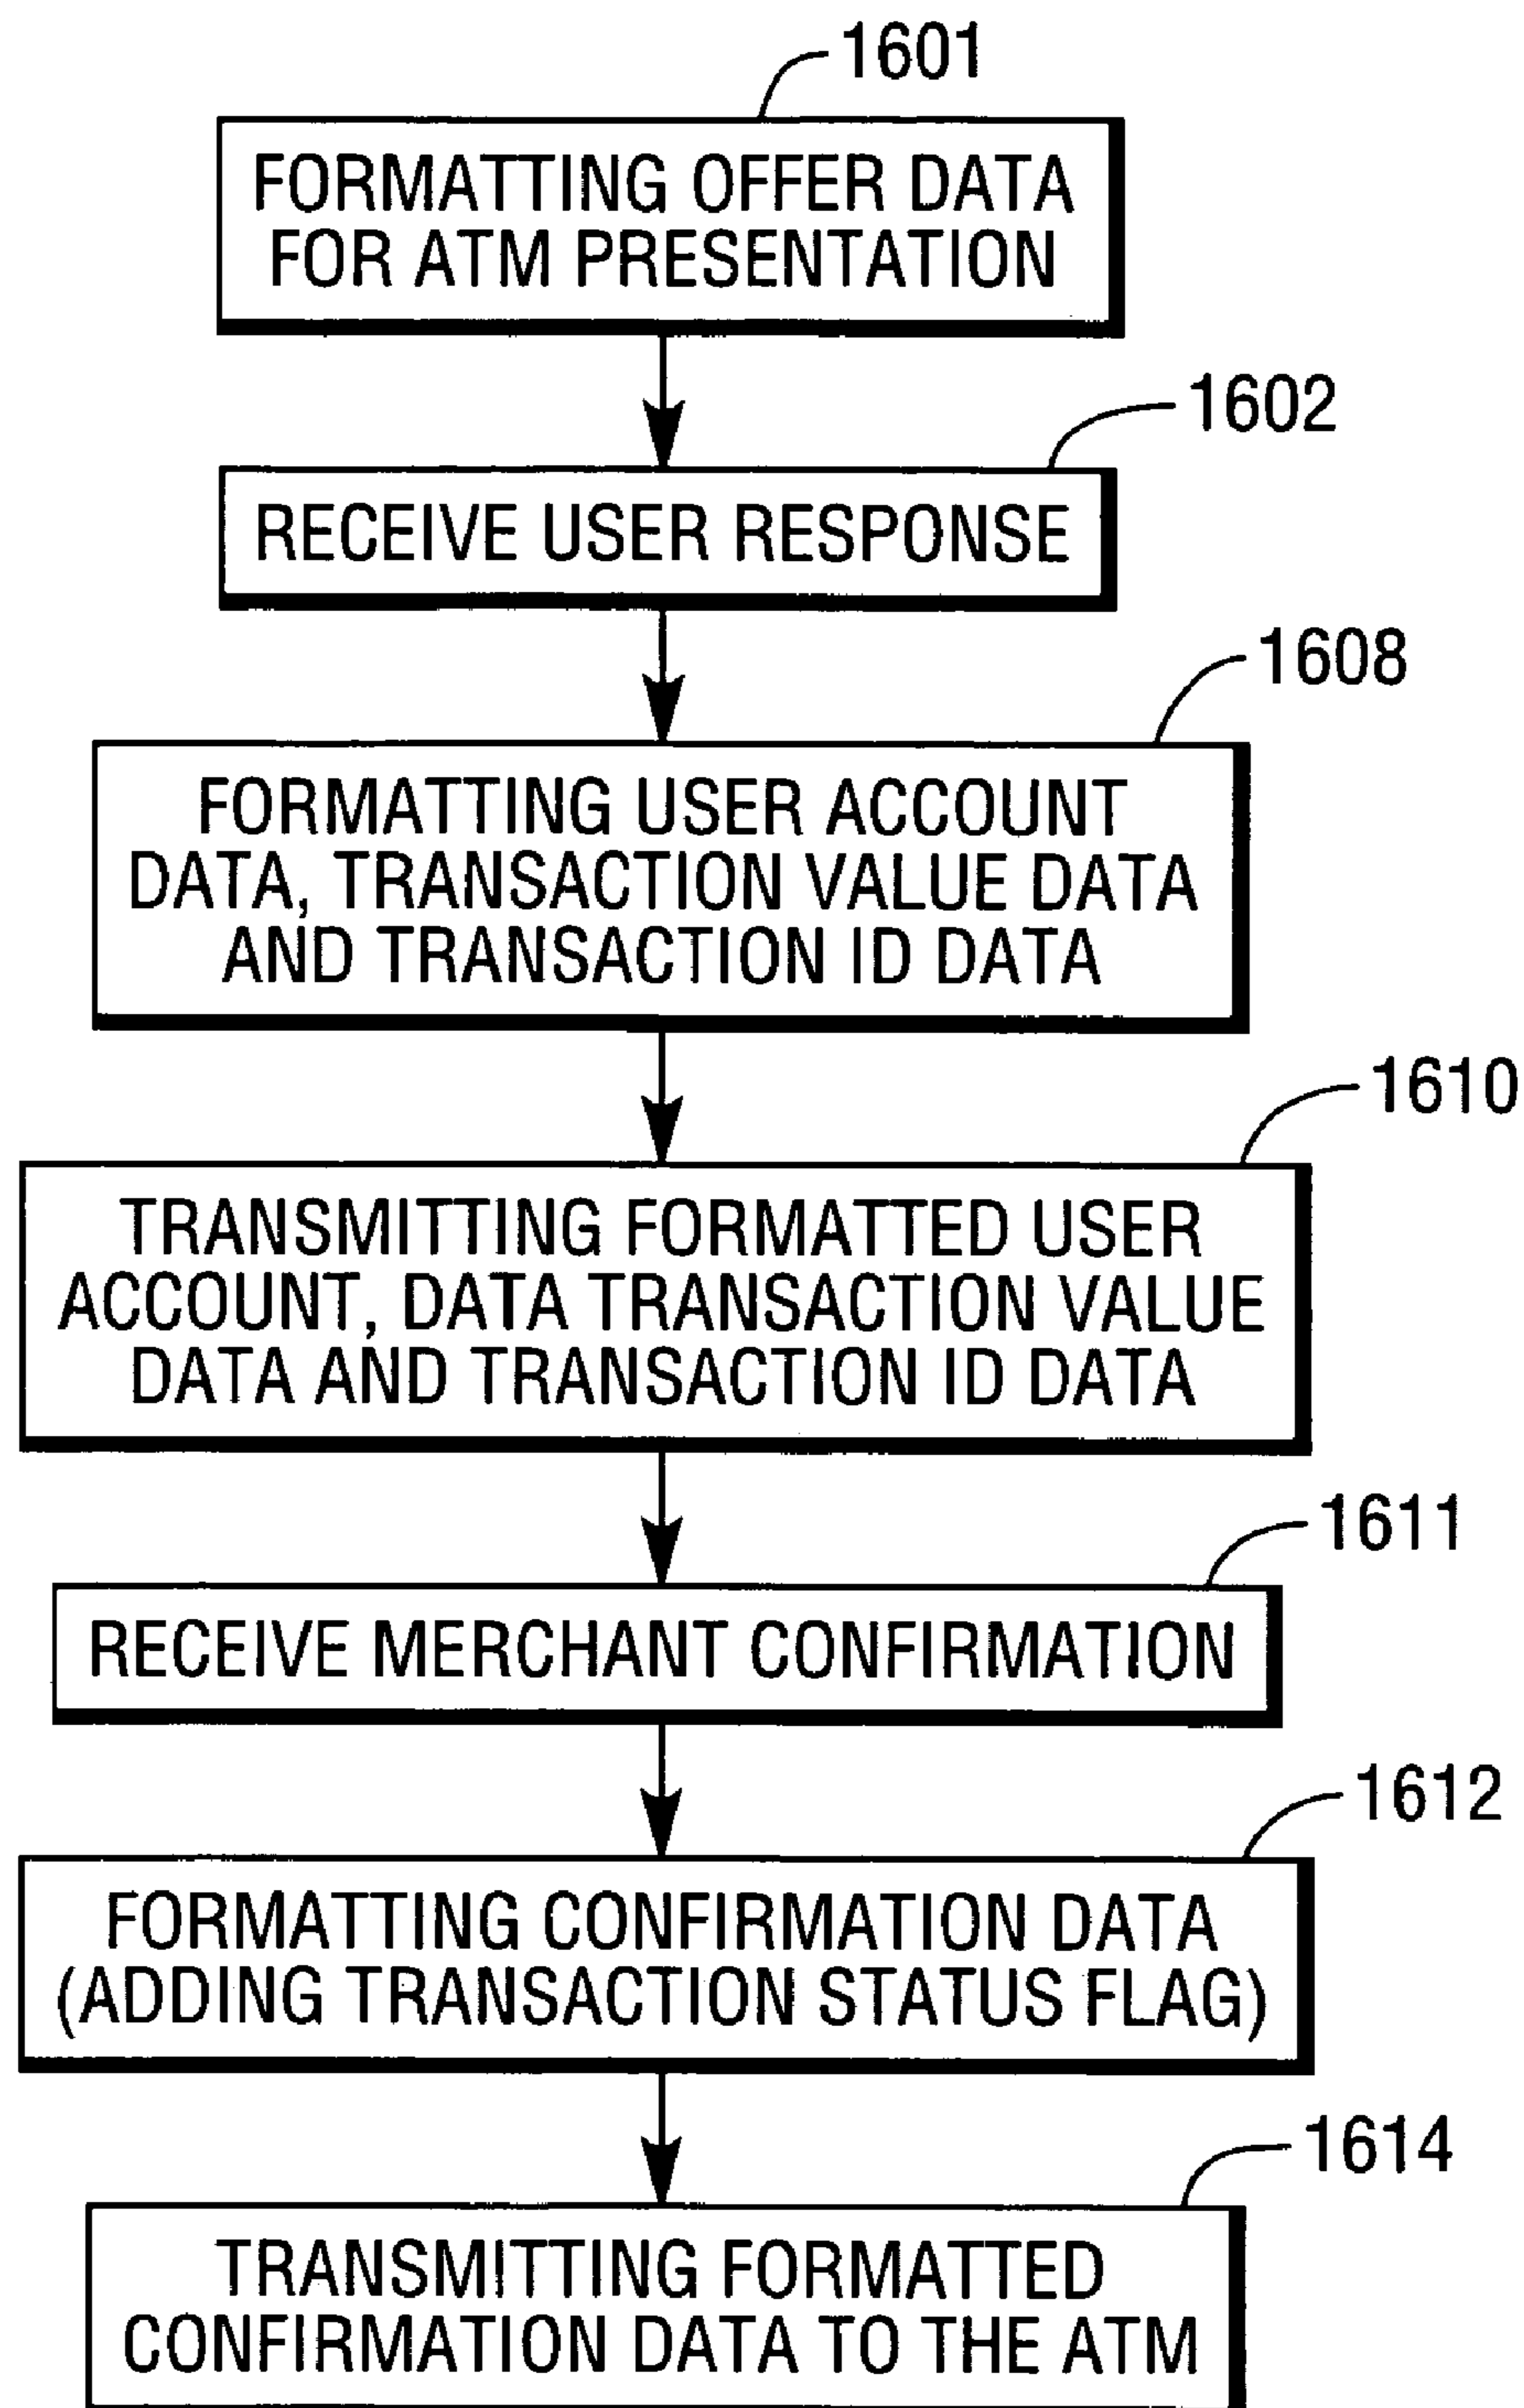 1601
FORMATTING OFFER DATA
FOR ATM PRESENTATION
1602
RECEIVE USER RESPONSE
1608
FORMATTING USER ACCOUNT
DATA, TRANSACTION VALUE DATA
AND TRANSACTION ID DATA
1610
TRANSMITTING FORMATTED USER
ACCOUNT, DATA TRANSACTION VALUE
DATA AND TRANSACTION ID DATA
1611
RECEIVE MERCHANT CONFIRMATION
1612
FORMATTING CONFIRMATION DATA
(ADDING TRANSACTION STATUS FLAG)
1614
TRANSMITTING FORMATTED
CONFIRMATION DATA TO THE ATM